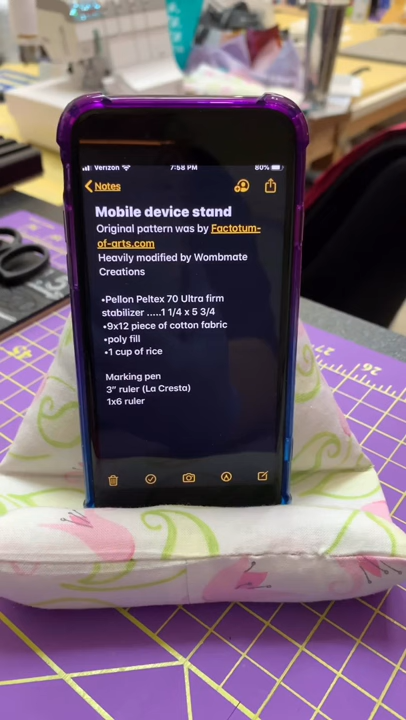 Verizon 7:58 PM 80%
Notes
Mobile device stand
Original pattern was by Factotum-
of-arts.com
Heavily modified by Wombmate
Creations
•Pellon Peltex 70 Ultra firm
stabilizer .....1 1/4 x 5 3/4
•9x12 piece of cotton fabric
•poly fill
•1 cup of rice
Marking pen
3” ruler (La Cresta)
1x6 ruler
26